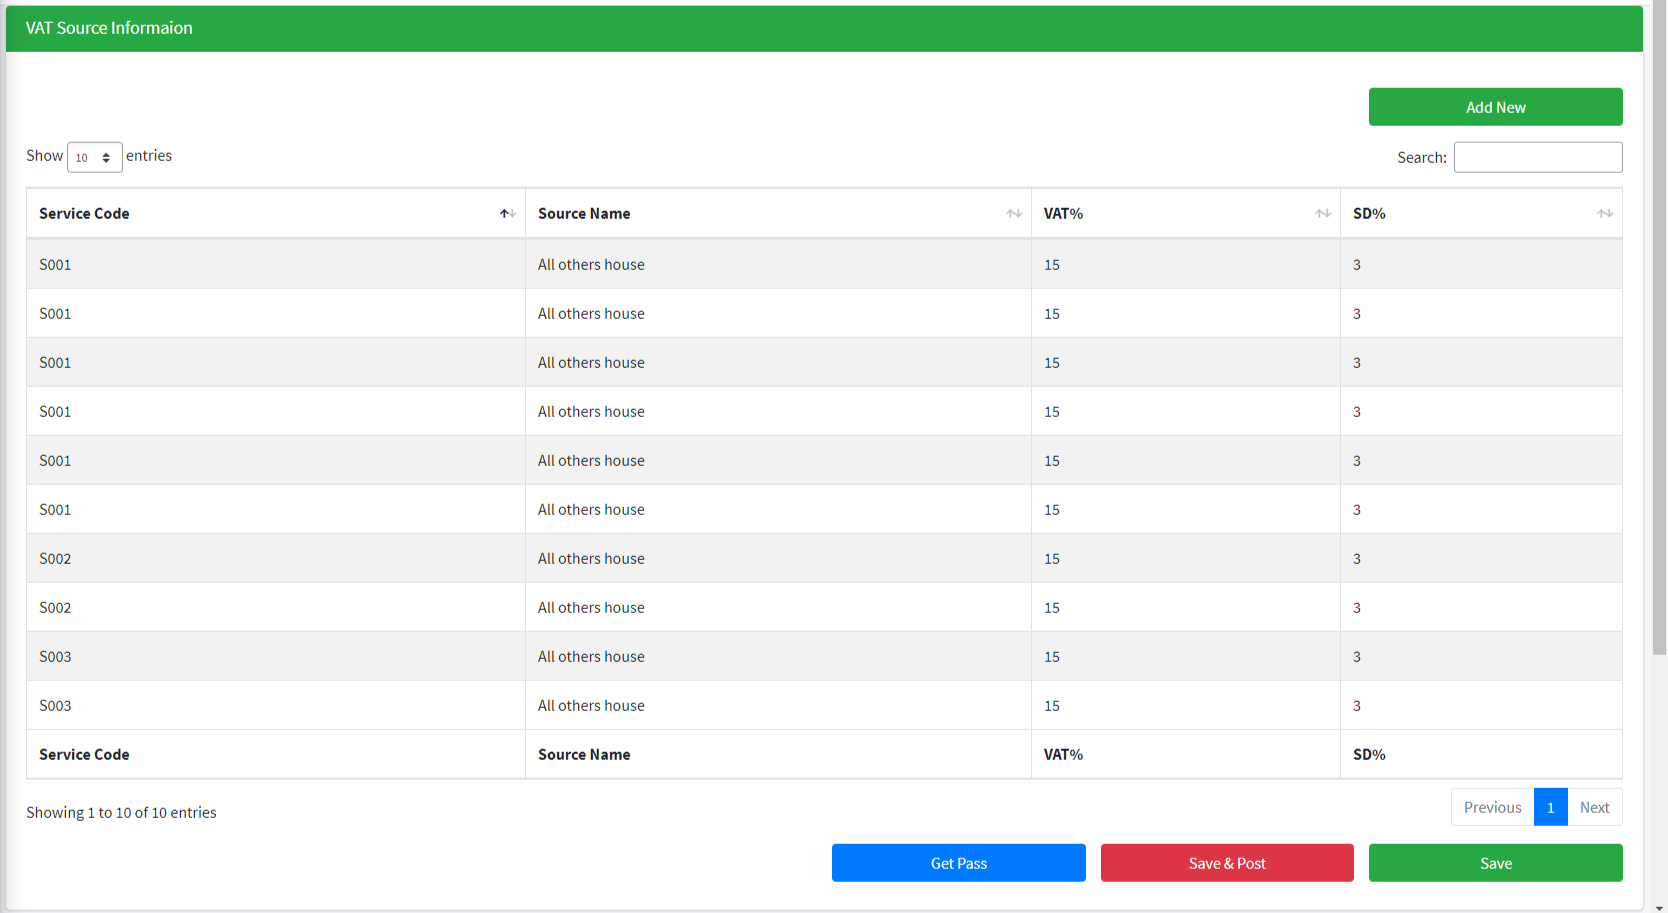 VAT Source Informaion
Add New
Show 10 entries
Search:
Service Code Source Name VAT% SD%
S001 All others house 15 3
S001 All others house 15 3
S001 All others house 15 3
S001 All others house 15 3
S001 All others house 15 3
S001 All others house 15 3
S002 All others house 15 3
S002 All others house 15 3
S003 All others house 15 3
S003 All others house 15 3
Service Code Source Name VAT% SD%
Showing 1 to 10 of 10 entries
Previous 1 Next
Get Pass Save & Post Save